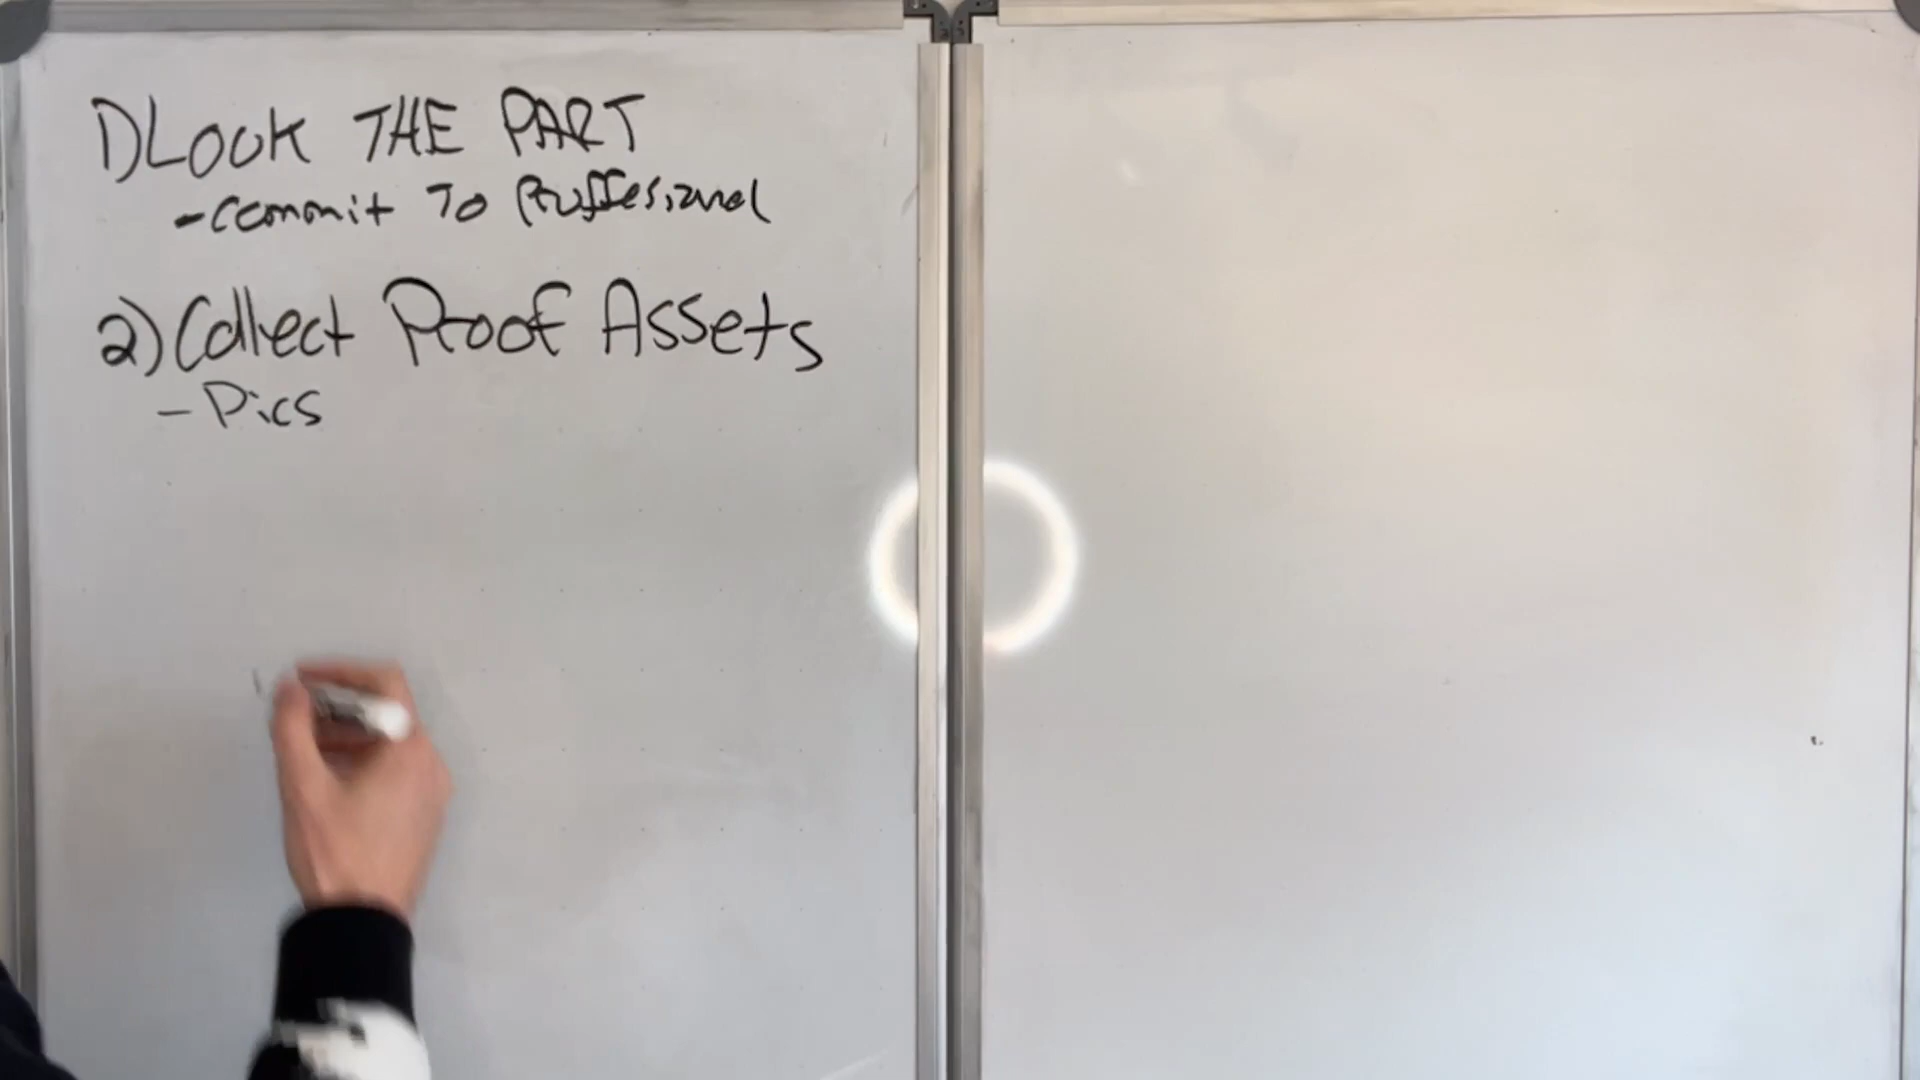 1) LOOK THE PART
- Commit To Proffesional
2) Collect Proof Assets
- Pics